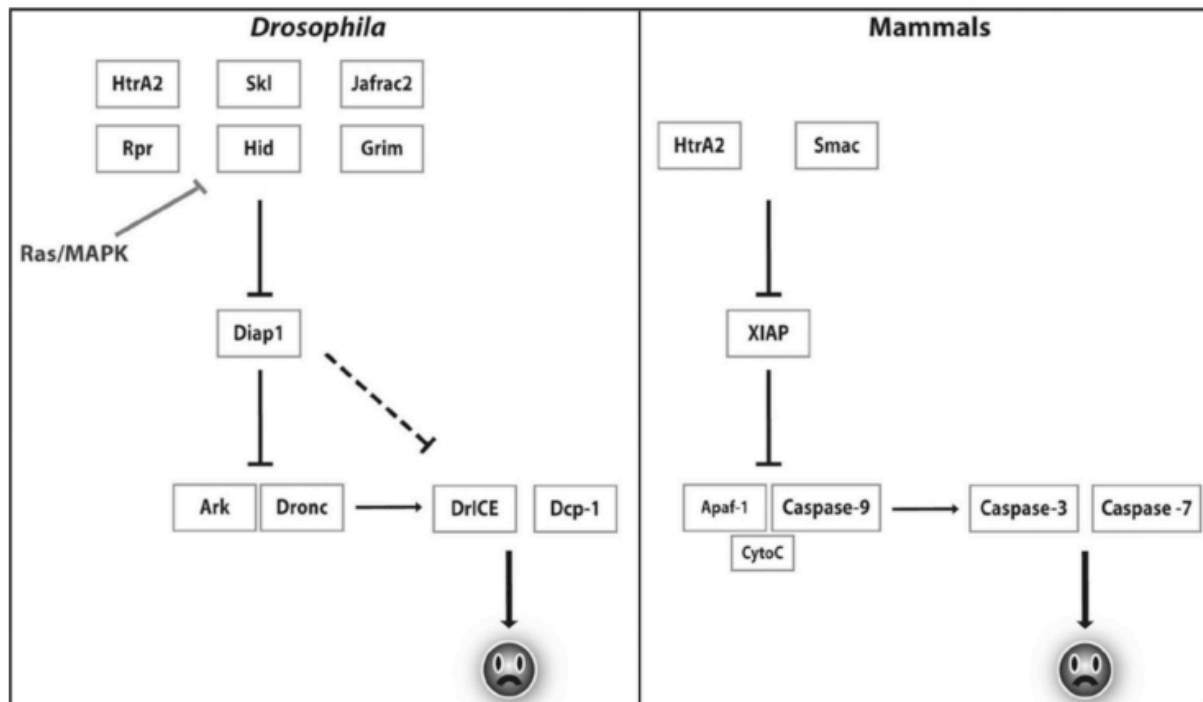 Drosophila
HtrA2 Skl Jafrac2
Rpr Hid Grim
Ras/MAPK
Diap1
Ark Dronc DrICE Dcp-1
Mammals
HtrA2 Smac
XIAP
Apaf-1 Caspase-9 Caspase-3 Caspase -7
CytoC